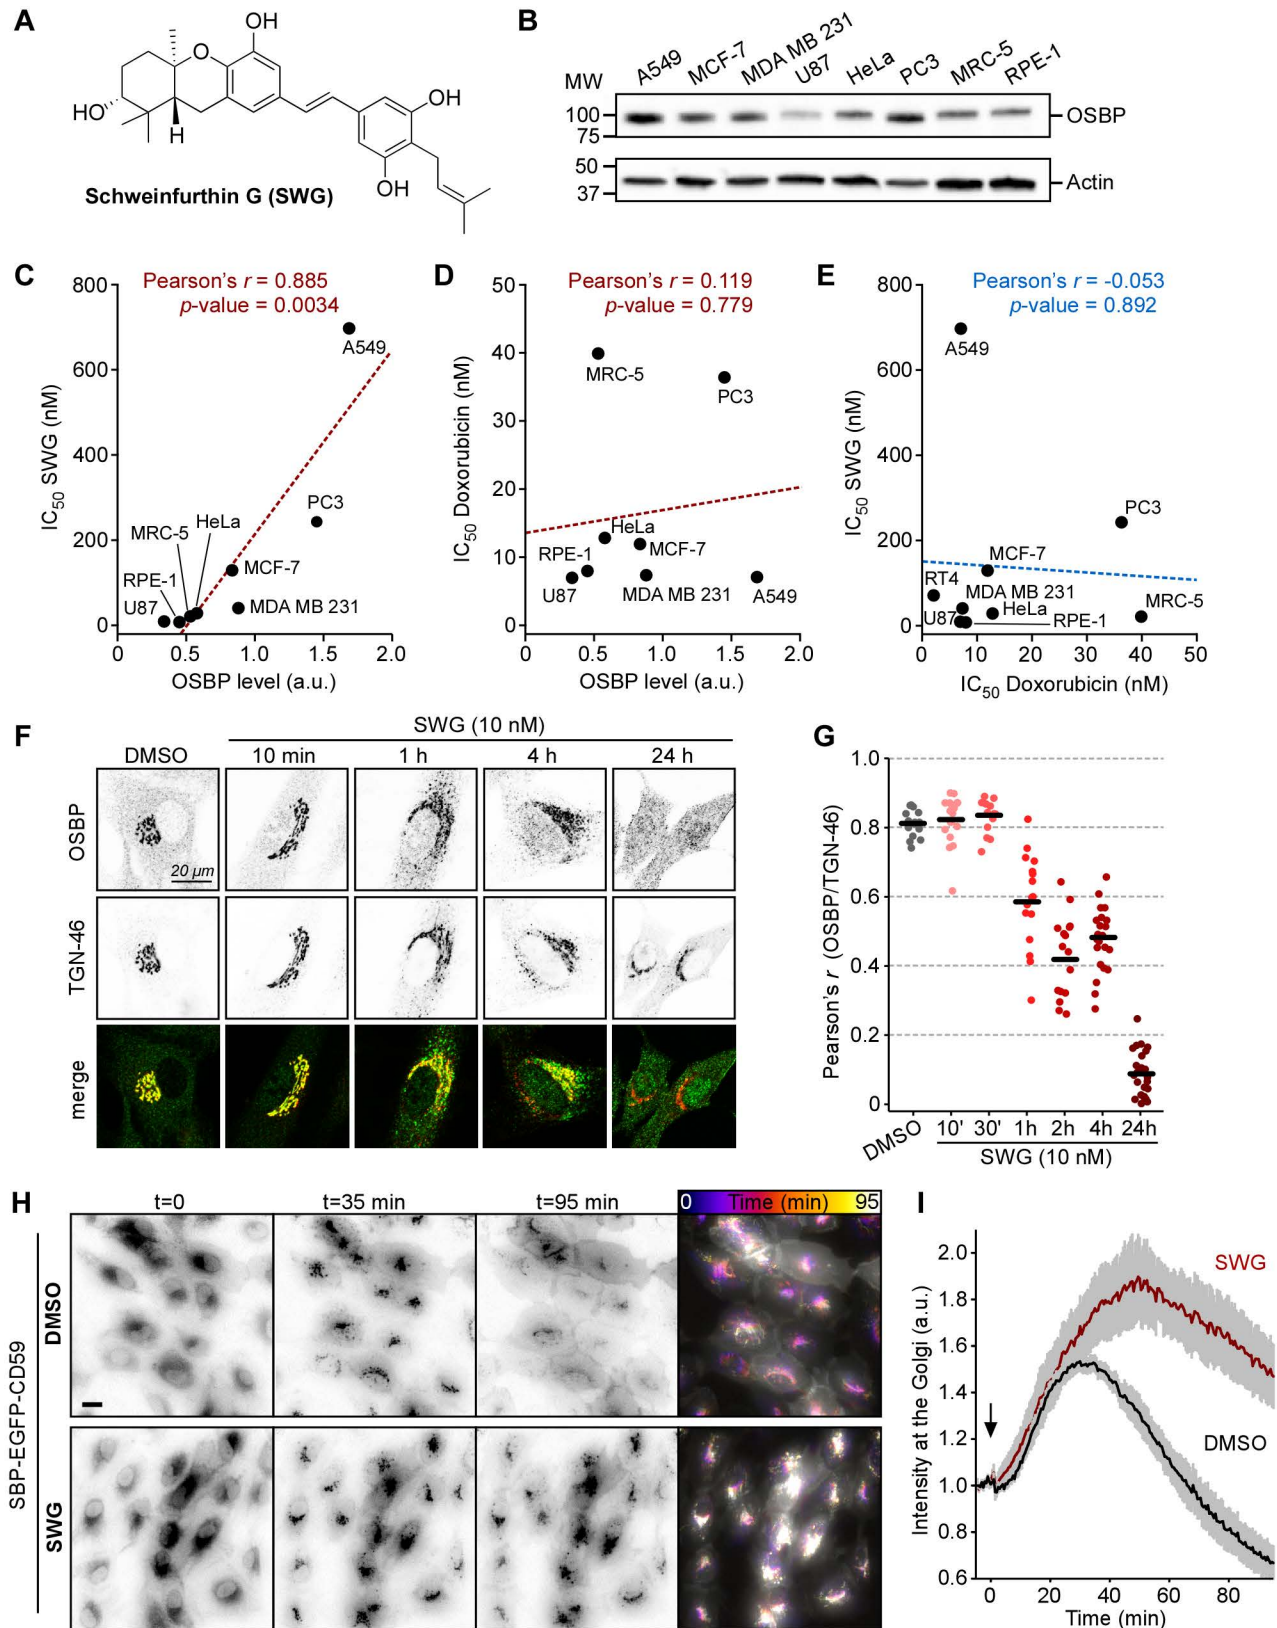 A
OH
O
HO
H
OH
OH
Schweinfurthin G (SWG)
B
MW
A549
MCF-7
MDA MB 231
U87
HeLa
PC3
MRC-5
RPE-1
100
75
OSBP
50
37
Actin
C
Pearson's r = 0.885
p-value = 0.0034
IC50 SWG (nM)
800
600
400
200
0
A549
PC3
HeLa
MRC-5
MCF-7
RPE-1
U87
MDA MB 231
0 0.5 1.0 1.5 2.0
OSBP level (a.u.)
D
Pearson's r = 0.119
p-value = 0.779
IC50 Doxorubicin (nM)
50
40
30
20
10
0
MRC-5
PC3
HeLa
RPE-1
MCF-7
U87
MDA MB 231
A549
0 0.5 1.0 1.5 2.0
OSBP level (a.u.)
E
Pearson's r = -0.053
p-value = 0.892
IC50 SWG (nM)
800
600
400
200
0
A549
PC3
MCF-7
RT4
MDA MB 231
MRC-5
HeLa
U87
RPE-1
0 10 20 30 40 50
IC50 Doxorubicin (nM)
F
SWG (10 nM)
DMSO 10 min 1 h 4 h 24 h
OSBP
20 µm
TGN-46
merge
G
Pearson's r (OSBP/TGN-46)
1.0
0.8
0.6
0.4
0.2
0
DMSO 10' 30' 1h 2h 4h 24h
SWG (10 nM)
H
t=0 t=35 min t=95 min
0 Time (min) 95
SBP-EGFP-CD59
DMSO
SWG
I
Intensity at the Golgi (a.u.)
2.0
1.8
1.6
1.4
1.2
1.0
0.8
0.6
SWG
DMSO
0 20 40 60 80
Time (min)